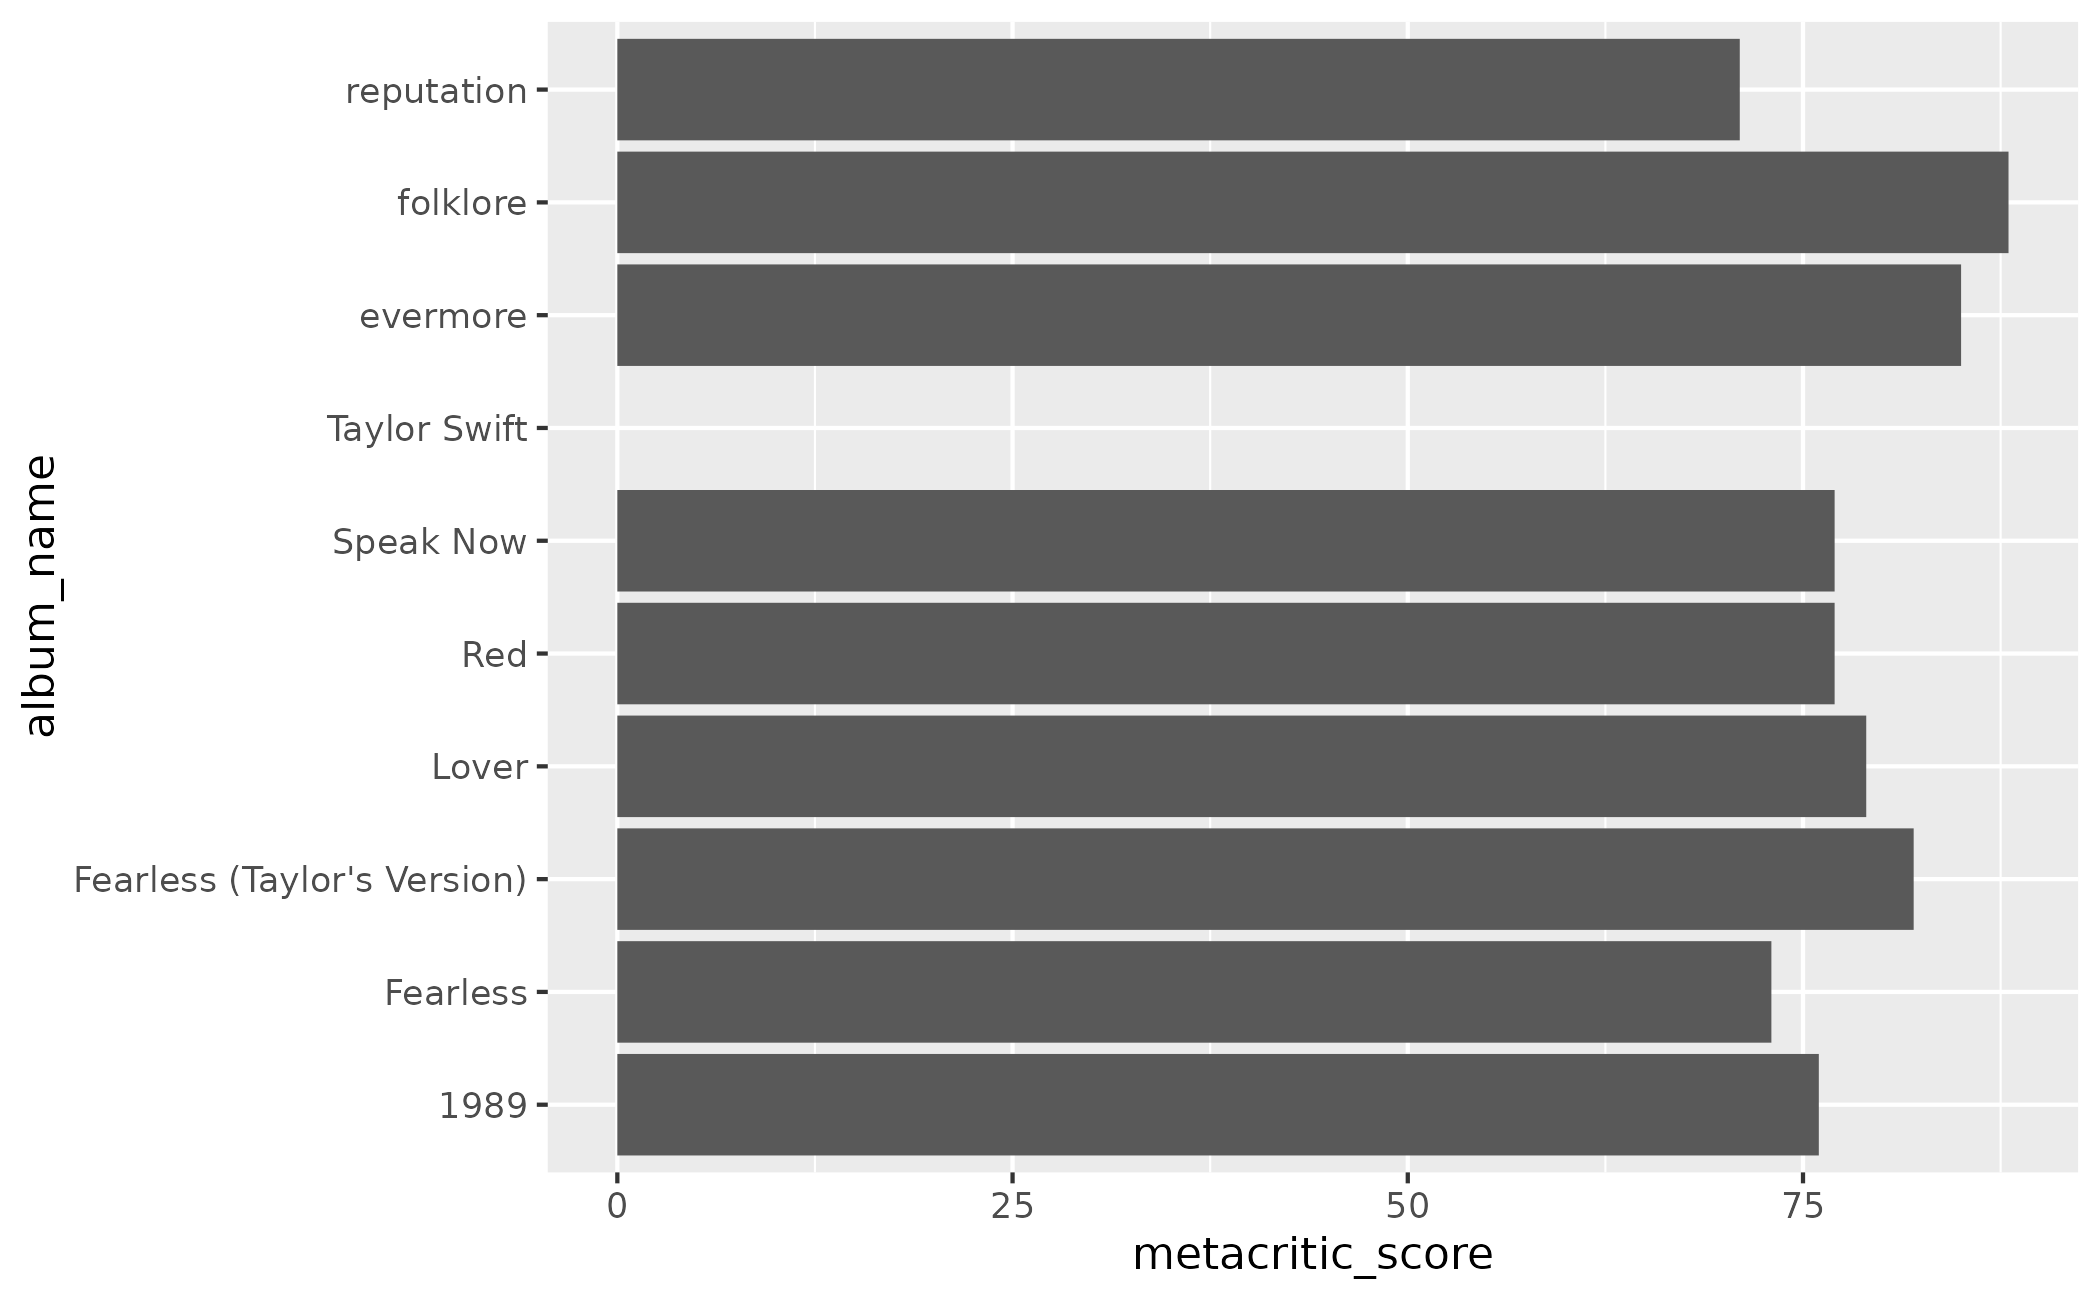 reputation
folklore
evermore
Taylor Swift
Speak Now
Red
Lover
Fearless (Taylor's Version)
Fearless
1989
album_name
0 25 50 75
metacritic_score